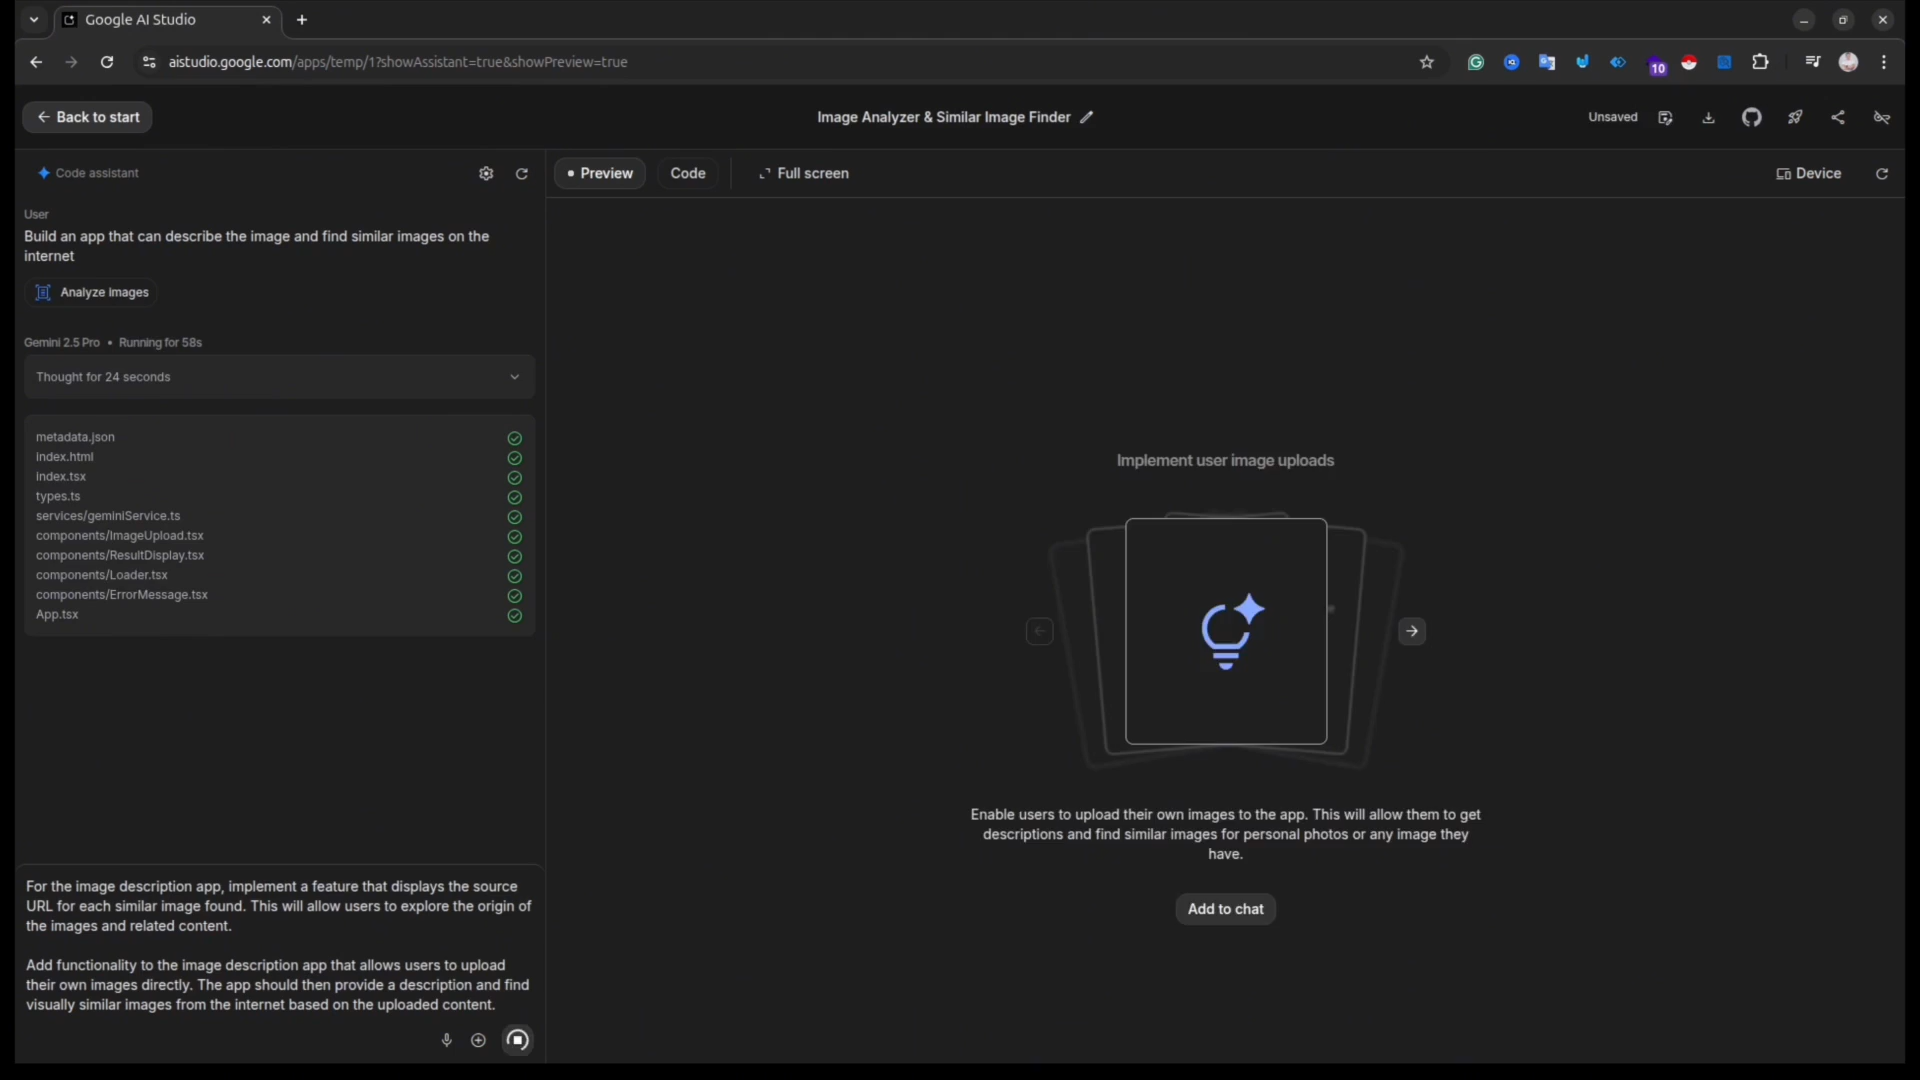 Google AI Studio
aistudio.google.com/apps/temp/1?showAssistant=true&showPreview=true
10
Back to start
Image Analyzer & Similar Image Finder
Unsaved
Code assistant
Preview
Code
Full screen
Device
User
Build an app that can describe the image and find similar images on the
internet
Analyze images
Gemini 2.5 Pro • Running for 58s
Thought for 24 seconds
metadata.json
index.html
index.tsx
types.ts
services/geminiService.ts
components/ImageUpload.tsx
components/ResultDisplay.tsx
components/Loader.tsx
components/ErrorMessage.tsx
App.tsx
Implement user image uploads
Enable users to upload their own images to the app. This will allow them to get
descriptions and find similar images for personal photos or any image they
have.
Add to chat
For the image description app, implement a feature that displays the source
URL for each similar image found. This will allow users to explore the origin of
the images and related content.
Add functionality to the image description app that allows users to upload
their own images directly. The app should then provide a description and find
visually similar images from the internet based on the uploaded content.